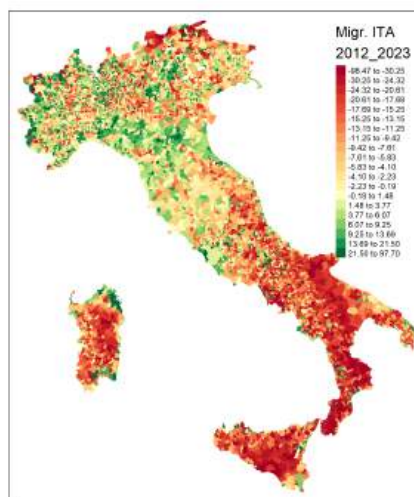 Migr. ITA
2012_2023
-98.47 to -30.25
-30.25 to -24.32
-24.32 to -20.61
-20.61 to -17.69
-17.69 to -15.25
-15.25 to -13.15
-13.15 to -11.25
-11.25 to -9.42
-9.42 to -7.61
-7.61 to -5.83
-5.83 to -4.10
-4.10 to -2.23
-2.23 to -0.19
-0.19 to 1.48
1.48 to 3.77
3.77 to 6.07
6.07 to 9.25
9.25 to 13.69
13.69 to 21.50
21.50 to 97.70